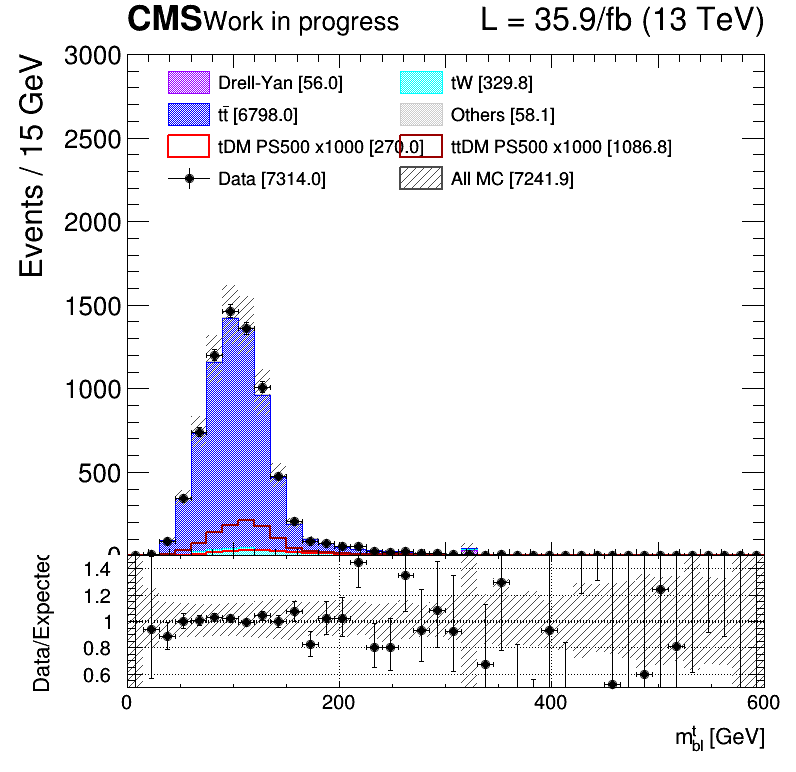 CMS Work in progress L = 35.9/fb (13 TeV)
Events / 15 GeV
3000
2500
2000
1500
1000
500
0
Drell-Yan [56.0] tW [329.8]
tt̄ [6798.0] Others [58.1]
tDM PS500 x1000 [270.0] ttDM PS500 x1000 [1086.8]
Data [7314.0] All MC [7241.9]
Data/Expected
1.4
1.2
1
0.8
0.6
0 200 400 600
m^t_bl [GeV]